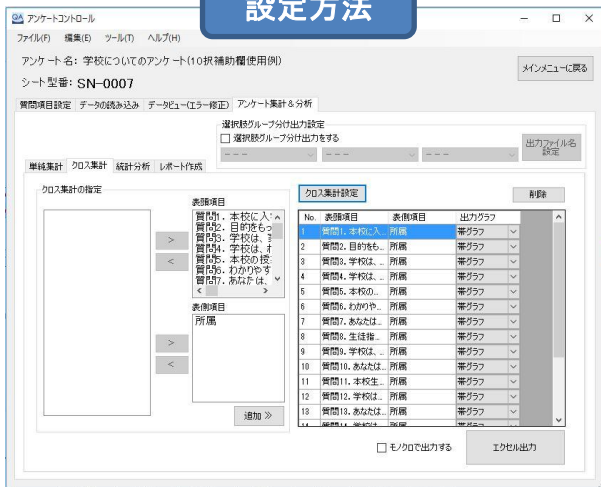 設定方法
アンケートコントロール
ファイル(F) 編集(E) ツール(T) ヘルプ(H)
アンケート名: 学校についてのアンケート(10択補助欄使用例)
メインメニューに戻る
シート型番: SN-0007
質問項目設定 データの読み込み データビュー(エラー修正) アンケート集計&分析
選択肢グループ分け出力設定
選択肢グループ分け出力をする
--- --- ---
出力ファイル名
設定
単純集計 クロス集計 統計分析 レポート作成
クロス集計の指定
表頭項目
質問1. 本校に入
質問2. 目的をもっ
質問3. 学校は、
質問4. 学校は、
質問5. 本校の授
質問6. わかりやす
質問7. あなたは、
>
<
表側項目
所属
>
<
追加 ≫
クロス集計設定
削除
No. 表頭項目 表側項目 出力グラフ
1 質問1. 本校に入... 所属 帯グラフ
2 質問2. 目的をも... 所属 帯グラフ
3 質問3. 学校は、... 所属 帯グラフ
4 質問4. 学校は、... 所属 帯グラフ
5 質問5. 本校の... 所属 帯グラフ
6 質問6. わかりや... 所属 帯グラフ
7 質問7. あなたは... 所属 帯グラフ
8 質問8. 生徒指... 所属 帯グラフ
9 質問9. 学校は、... 所属 帯グラフ
10 質問10. あなたは... 所属 帯グラフ
11 質問11. 本校生... 所属 帯グラフ
12 質問12. 学校は... 所属 帯グラフ
13 質問13. あなたは... 所属 帯グラフ
14 質問14. 学校は... 所属 帯グラフ
モノクロで出力する
エクセル出力